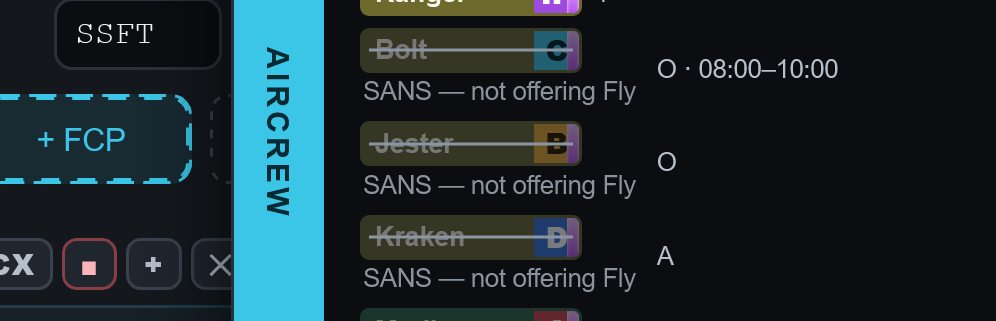 SSFT
+ FCP
CX
AIRCREW
Bolt C
SANS — not offering Fly
O · 08:00–10:00
Jester B
SANS — not offering Fly
O
Kraken D
SANS — not offering Fly
A